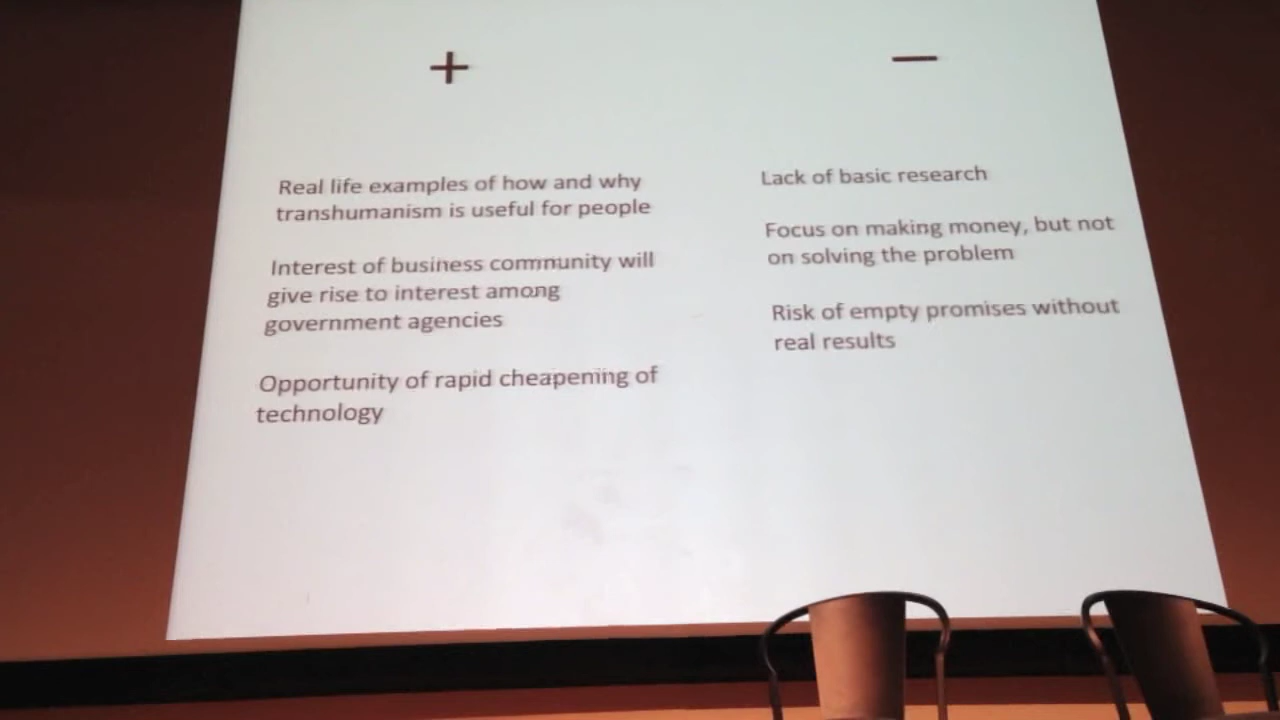 +
Real life examples of how and why
transhumanism is useful for people
Interest of business community will
give rise to interest among
government agencies
Opportunity of rapid cheapening of
technology
—
Lack of basic research
Focus on making money, but not
on solving the problem
Risk of empty promises without
real results